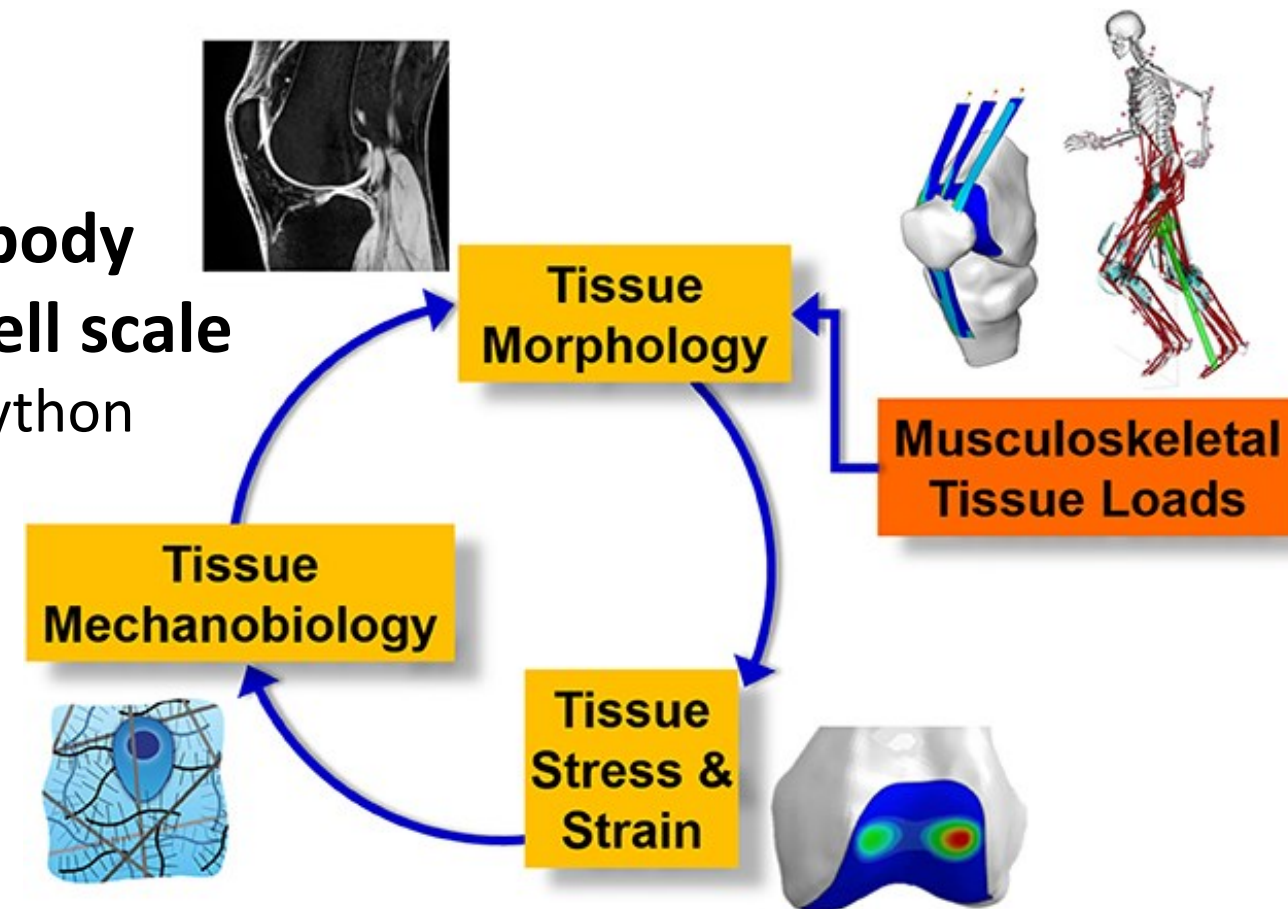 body
ell scale
ython
Tissue
Morphology
Musculoskeletal
Tissue Loads
Tissue
Mechanobiology
Tissue
Stress &
Strain